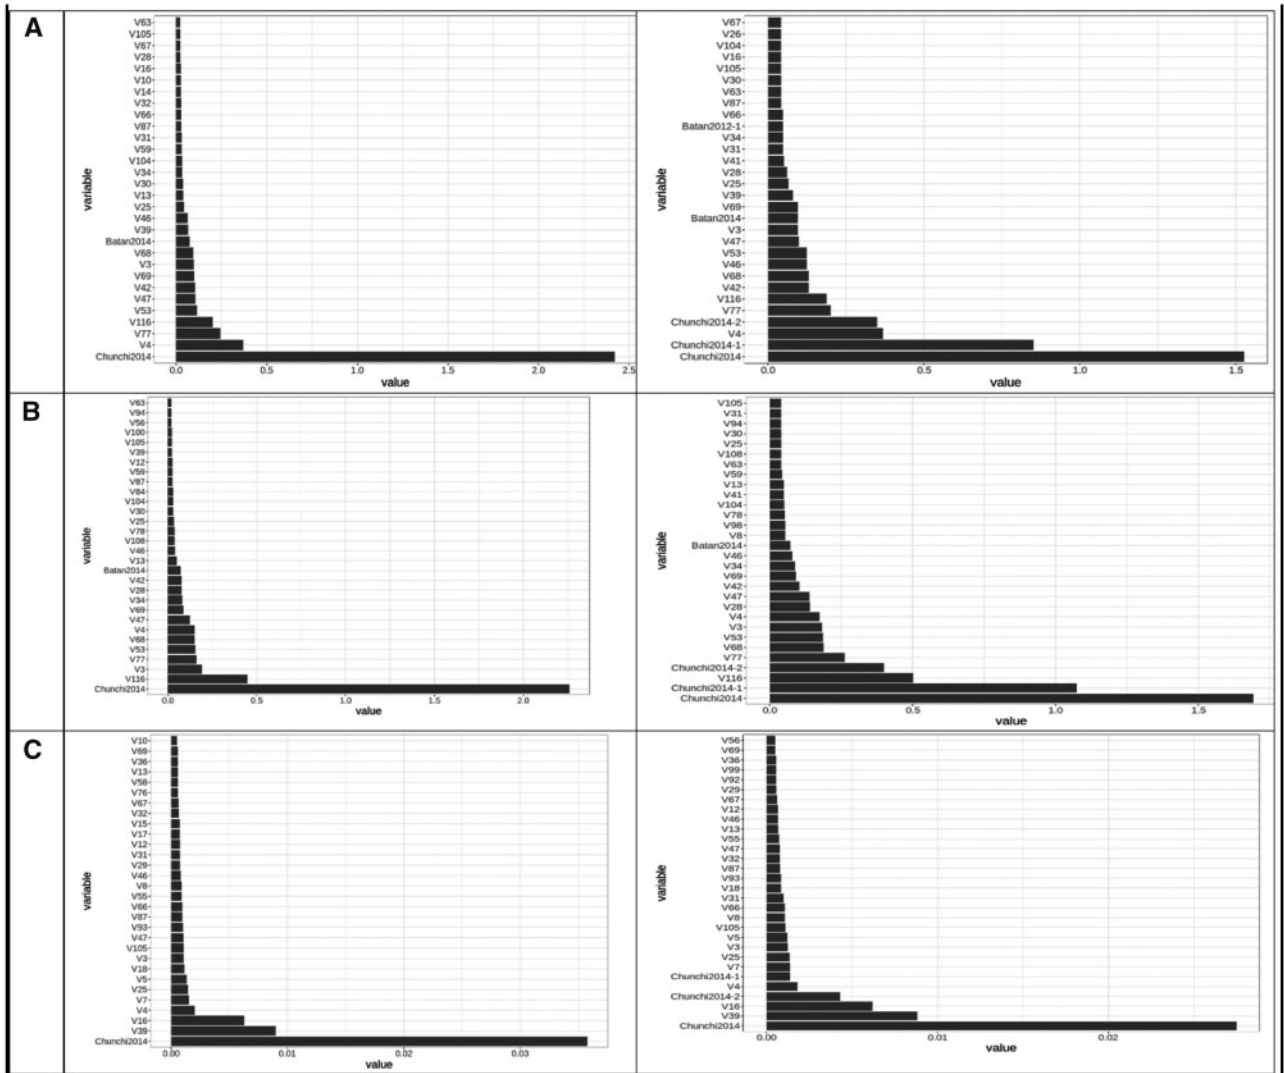 A
variable
V63
V105
V67
V28
V16
V10
V14
V32
V66
V87
V31
V59
V104
V34
V30
V13
V25
V46
V39
Batan2014
V68
V3
V69
V42
V47
V53
V116
V77
V4
Chunchi2014
0.0 0.5 1.0 1.5 2.0 2.5
value
variable
V67
V26
V104
V16
V105
V30
V63
V87
V66
Batan2012-1
V34
V31
V41
V28
V25
V39
V69
Batan2014
V3
V47
V53
V46
V68
V42
V116
V77
Chunchi2014-2
V4
Chunchi2014-1
Chunchi2014
0.0 0.5 1.0 1.5
value
B
variable
V63
V94
V56
V100
V105
V39
V12
V59
V87
V84
V104
V30
V25
V78
V108
V46
V13
Batan2014
V42
V28
V34
V69
V47
V4
V68
V53
V77
V3
V116
Chunchi2014
0.0 0.5 1.0 1.5 2.0
value
variable
V105
V31
V94
V30
V25
V108
V63
V59
V13
V41
V104
V78
V98
V8
Batan2014
V46
V34
V69
V42
V47
V28
V4
V3
V53
V68
V77
Chunchi2014-2
V116
Chunchi2014-1
Chunchi2014
0.0 0.5 1.0 1.5
value
C
variable
V10
V69
V36
V13
V58
V76
V67
V32
V15
V17
V12
V31
V29
V46
V8
V55
V66
V87
V93
V47
V105
V3
V18
V5
V25
V7
V4
V16
V39
Chunchi2014
0.00 0.01 0.02 0.03
value
variable
V56
V69
V36
V99
V92
V29
V67
V12
V46
V13
V55
V47
V32
V87
V93
V18
V31
V66
V8
V105
V5
V3
V25
V7
Chunchi2014-1
V4
Chunchi2014-2
V16
V39
Chunchi2014
0.00 0.01 0.02
value